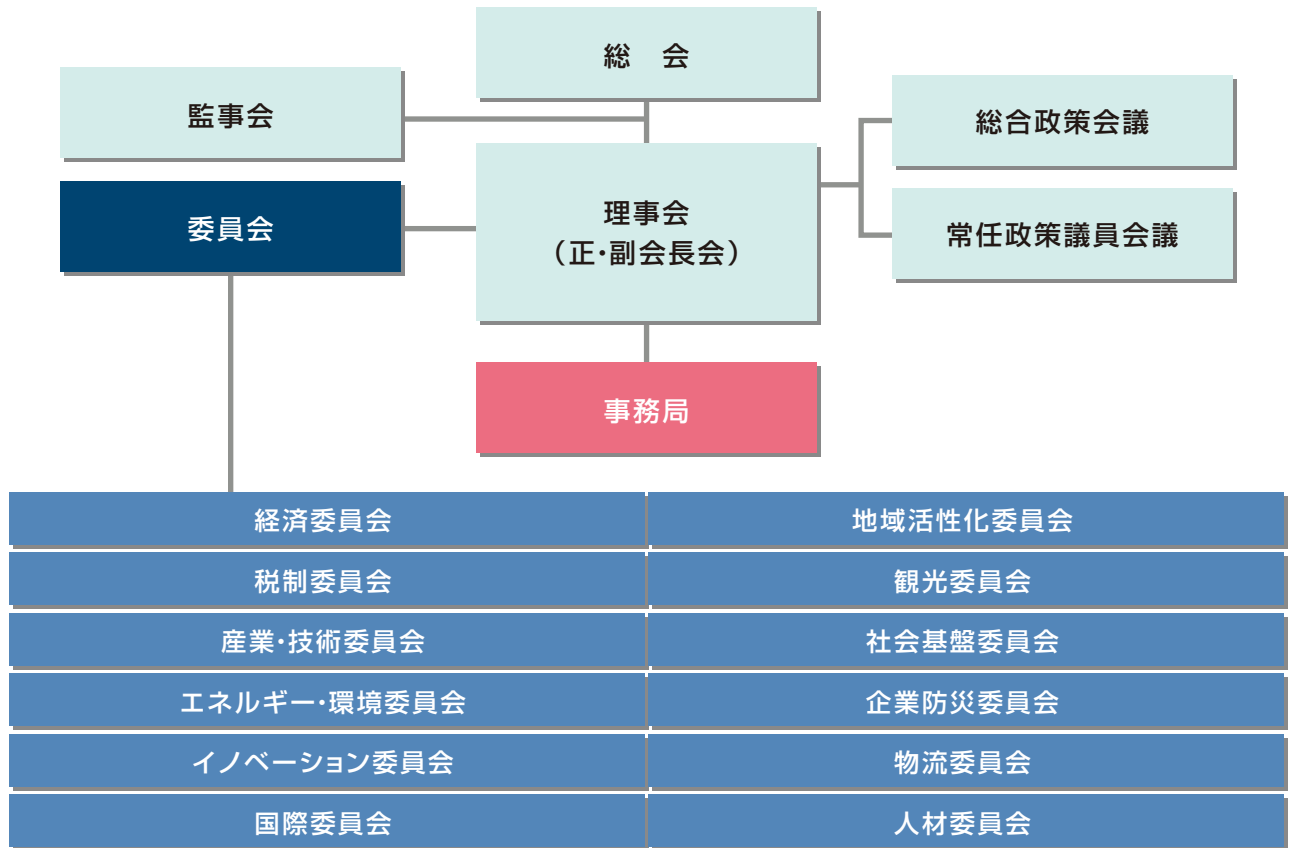 総　会
監事会
総合政策会議
委員会
理事会
（正・副会長会）
常任政策議員会議
事務局
経済委員会
地域活性化委員会
税制委員会
観光委員会
産業・技術委員会
社会基盤委員会
エネルギー・環境委員会
企業防災委員会
イノベーション委員会
物流委員会
国際委員会
人材委員会